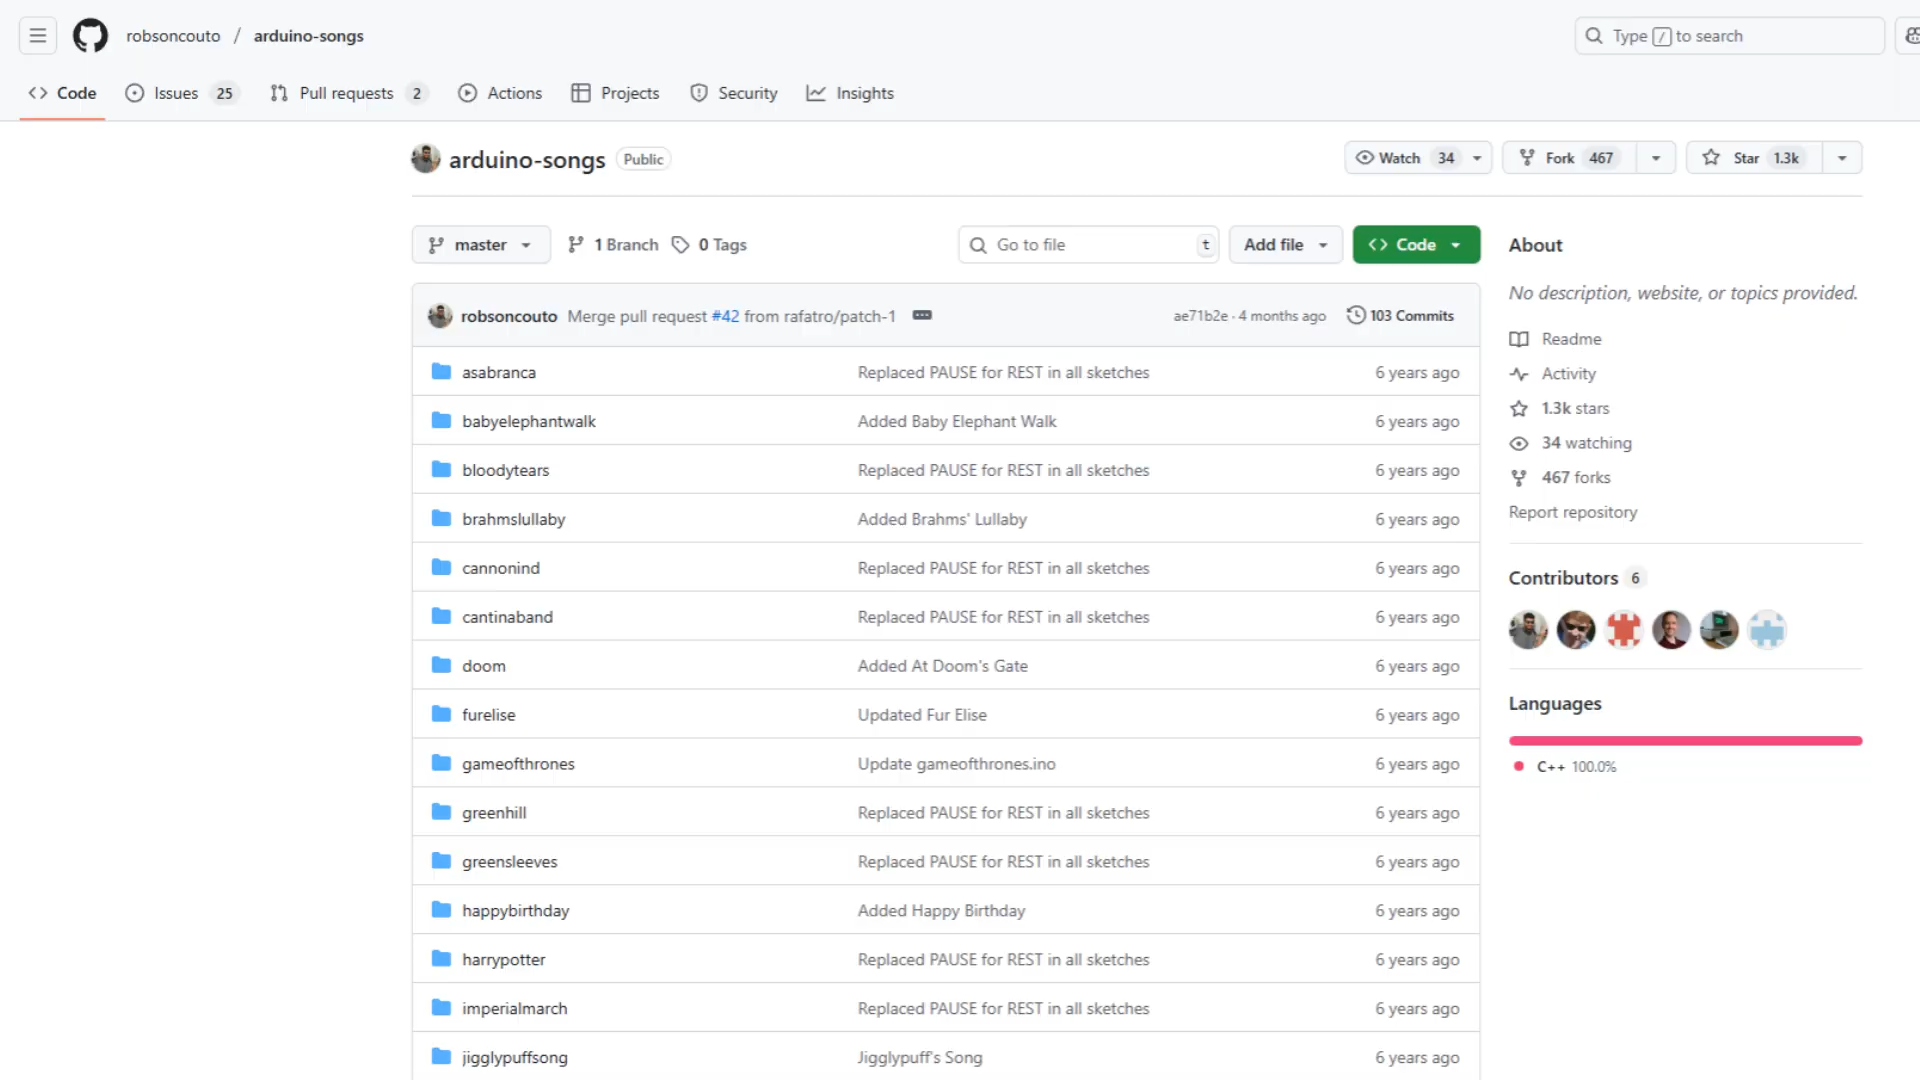 robsoncouto / arduino-songs
Type / to search
Code
Issues 25
Pull requests 2
Actions
Projects
Security
Insights
arduino-songs Public
Watch 34
Fork 467
Star 1.3k
master
1 Branch
0 Tags
Go to file t
Add file
Code
robsoncouto Merge pull request #42 from rafatro/patch-1 ae71b2e · 4 months ago 103 Commits
asabranca Replaced PAUSE for REST in all sketches 6 years ago
babyelephantwalk Added Baby Elephant Walk 6 years ago
bloodytears Replaced PAUSE for REST in all sketches 6 years ago
brahmslullaby Added Brahms' Lullaby 6 years ago
cannonind Replaced PAUSE for REST in all sketches 6 years ago
cantinaband Replaced PAUSE for REST in all sketches 6 years ago
doom Added At Doom's Gate 6 years ago
furelise Updated Fur Elise 6 years ago
gameofthrones Update gameofthrones.ino 6 years ago
greenhill Replaced PAUSE for REST in all sketches 6 years ago
greensleeves Replaced PAUSE for REST in all sketches 6 years ago
happybirthday Added Happy Birthday 6 years ago
harrypotter Replaced PAUSE for REST in all sketches 6 years ago
imperialmarch Replaced PAUSE for REST in all sketches 6 years ago
jigglypuffsong Jigglypuff's Song 6 years ago
About
No description, website, or topics provided.
Readme
Activity
1.3k stars
34 watching
467 forks
Report repository
Contributors 6
Languages
C++ 100.0%